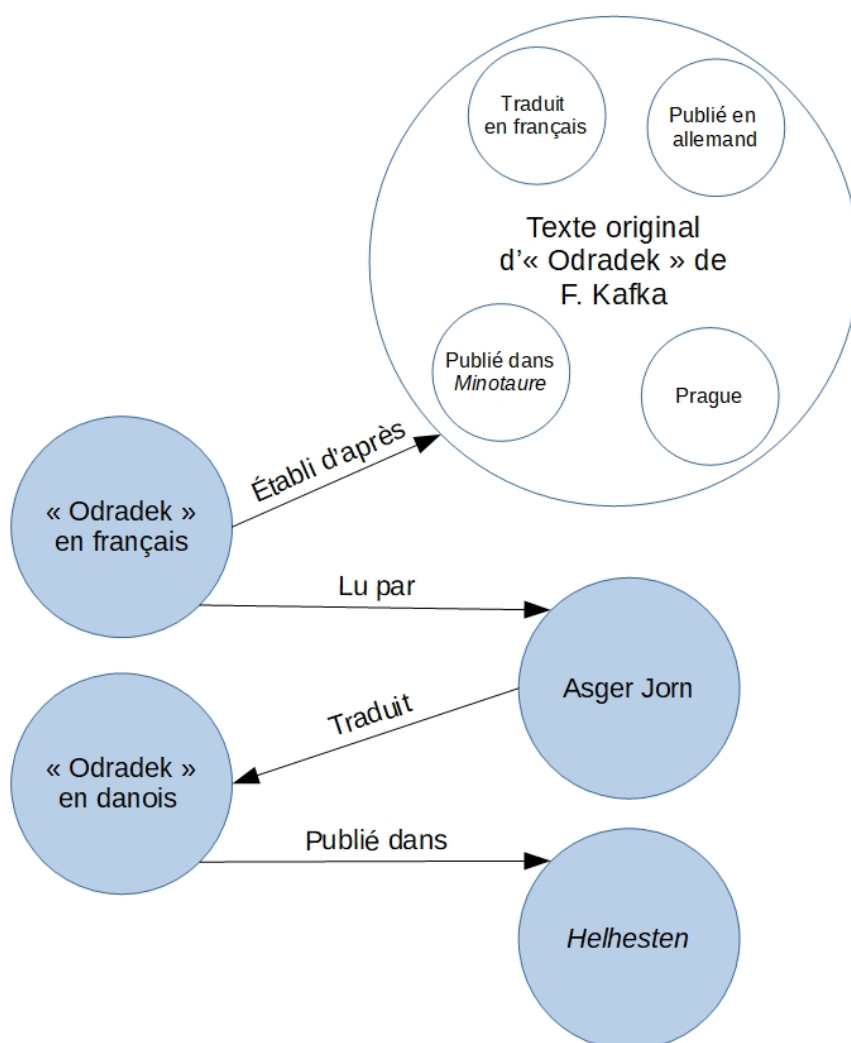 Traduit
en français
Publié en
allemand
Texte original
d'« Odradek » de
F. Kafka
Publié dans
Minotaure
Prague
Établi d'après
« Odradek »
en français
Lu par
Asger Jorn
Traduit
« Odradek »
en danois
Publié dans
Helhesten